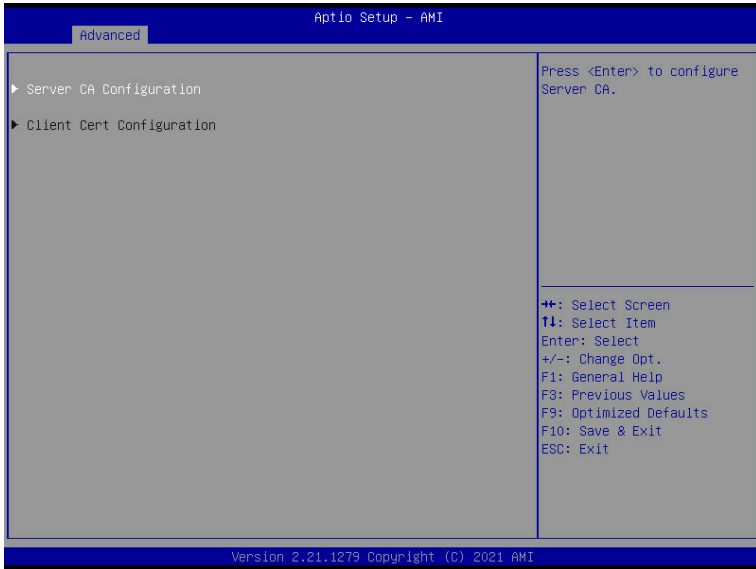 Aptio Setup – AMI
Advanced
▶ Server CA Configuration
▶ Client Cert Configuration
Press <Enter> to configure
Server CA.
→←: Select Screen
↑↓: Select Item
Enter: Select
+/-: Change Opt.
F1: General Help
F3: Previous Values
F9: Optimized Defaults
F10: Save & Exit
ESC: Exit
Version 2.21.1279 Copyright (C) 2021 AMI